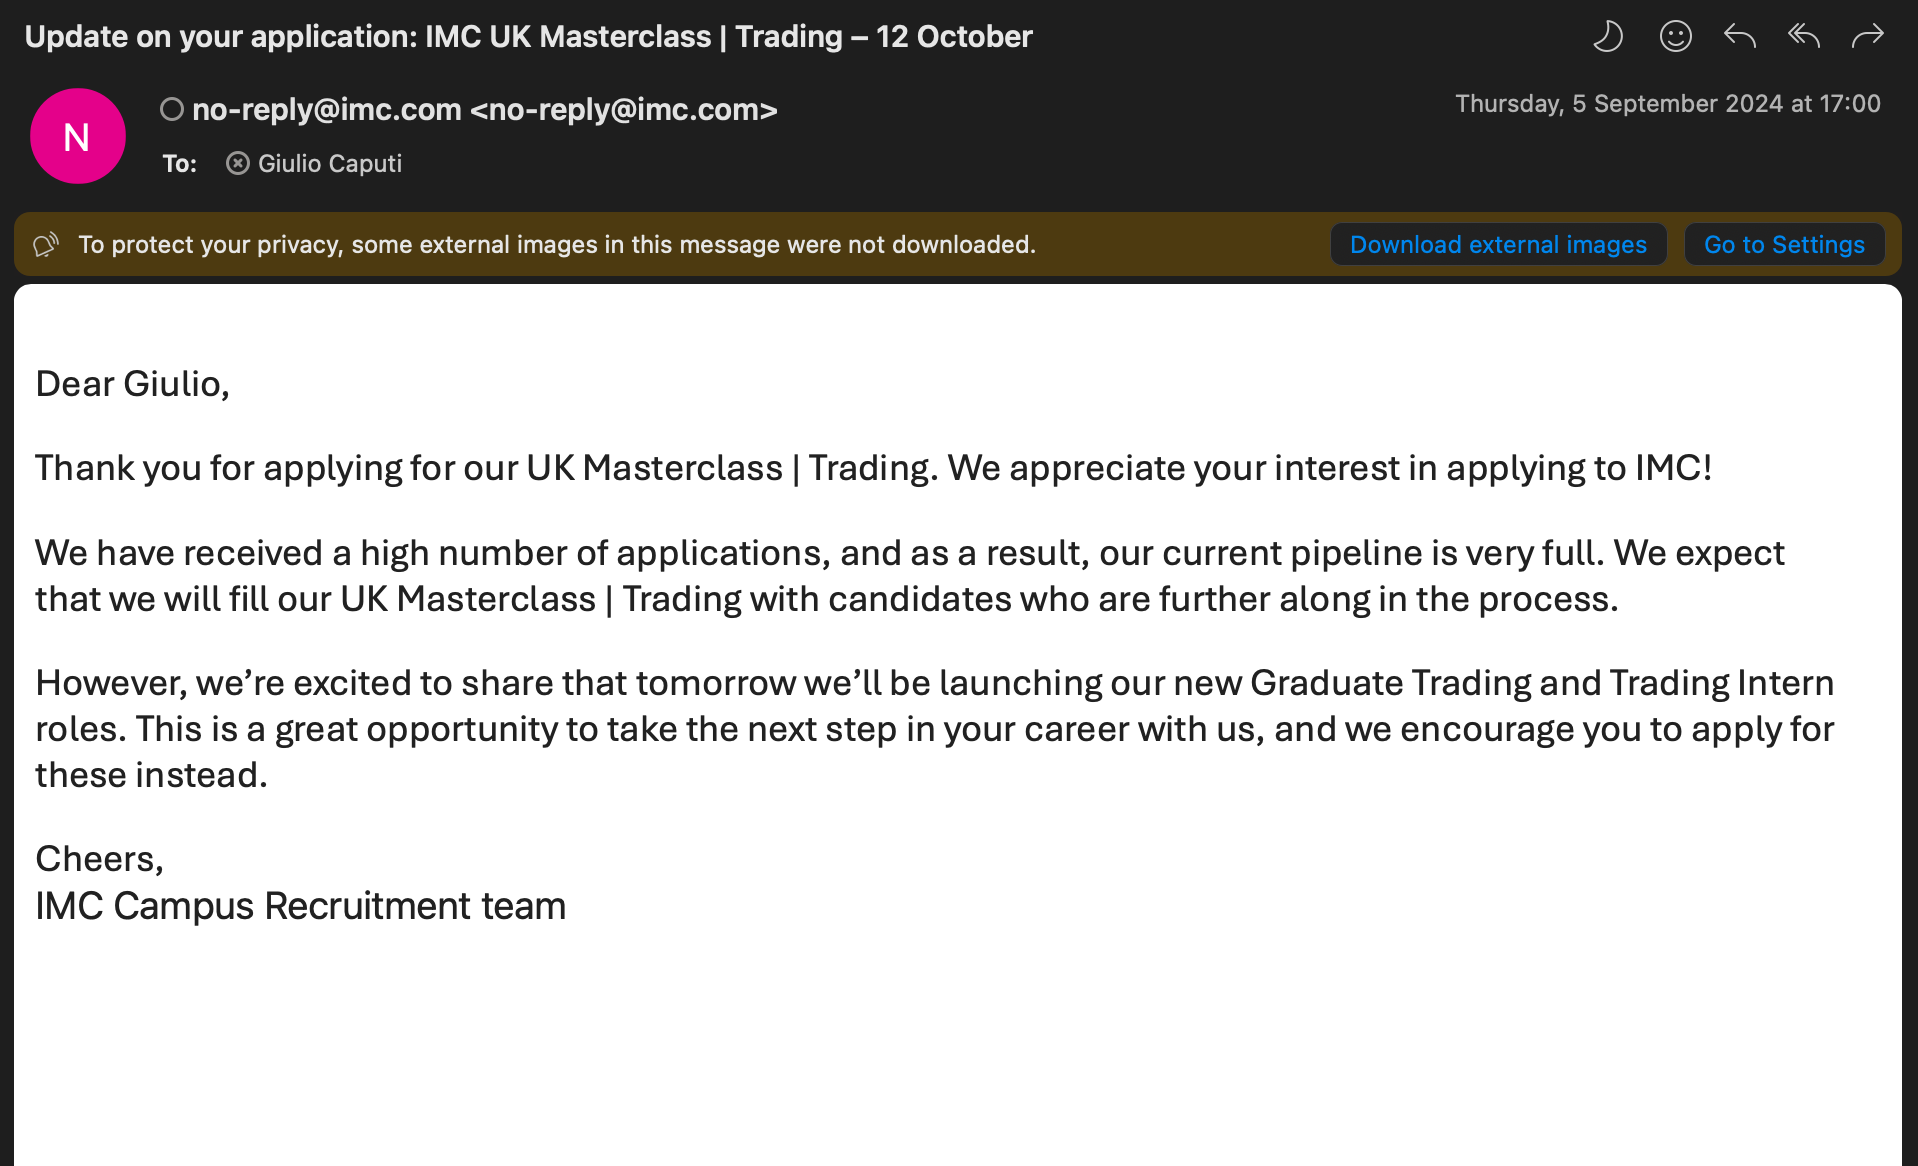 Update on your application: IMC UK Masterclass | Trading – 12 October
N
no-reply@imc.com <no-reply@imc.com>
Thursday, 5 September 2024 at 17:00
To: Giulio Caputi
To protect your privacy, some external images in this message were not downloaded.
Download external images
Go to Settings
Dear Giulio,
Thank you for applying for our UK Masterclass | Trading. We appreciate your interest in applying to IMC!
We have received a high number of applications, and as a result, our current pipeline is very full. We expect
that we will fill our UK Masterclass | Trading with candidates who are further along in the process.
However, we’re excited to share that tomorrow we’ll be launching our new Graduate Trading and Trading Intern
roles. This is a great opportunity to take the next step in your career with us, and we encourage you to apply for
these instead.
Cheers,
IMC Campus Recruitment team